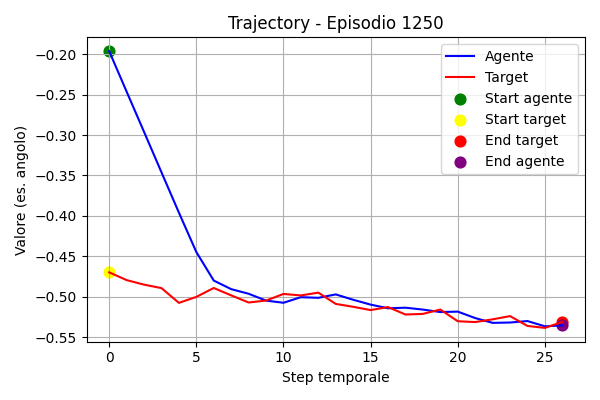 Trajectory - Episodio 1250
Valore (es. angolo)
−0.20
−0.25
−0.30
−0.35
−0.40
−0.45
−0.50
−0.55
Agente
Target
Start agente
Start target
End target
End agente
0
5
10
15
20
25
Step temporale